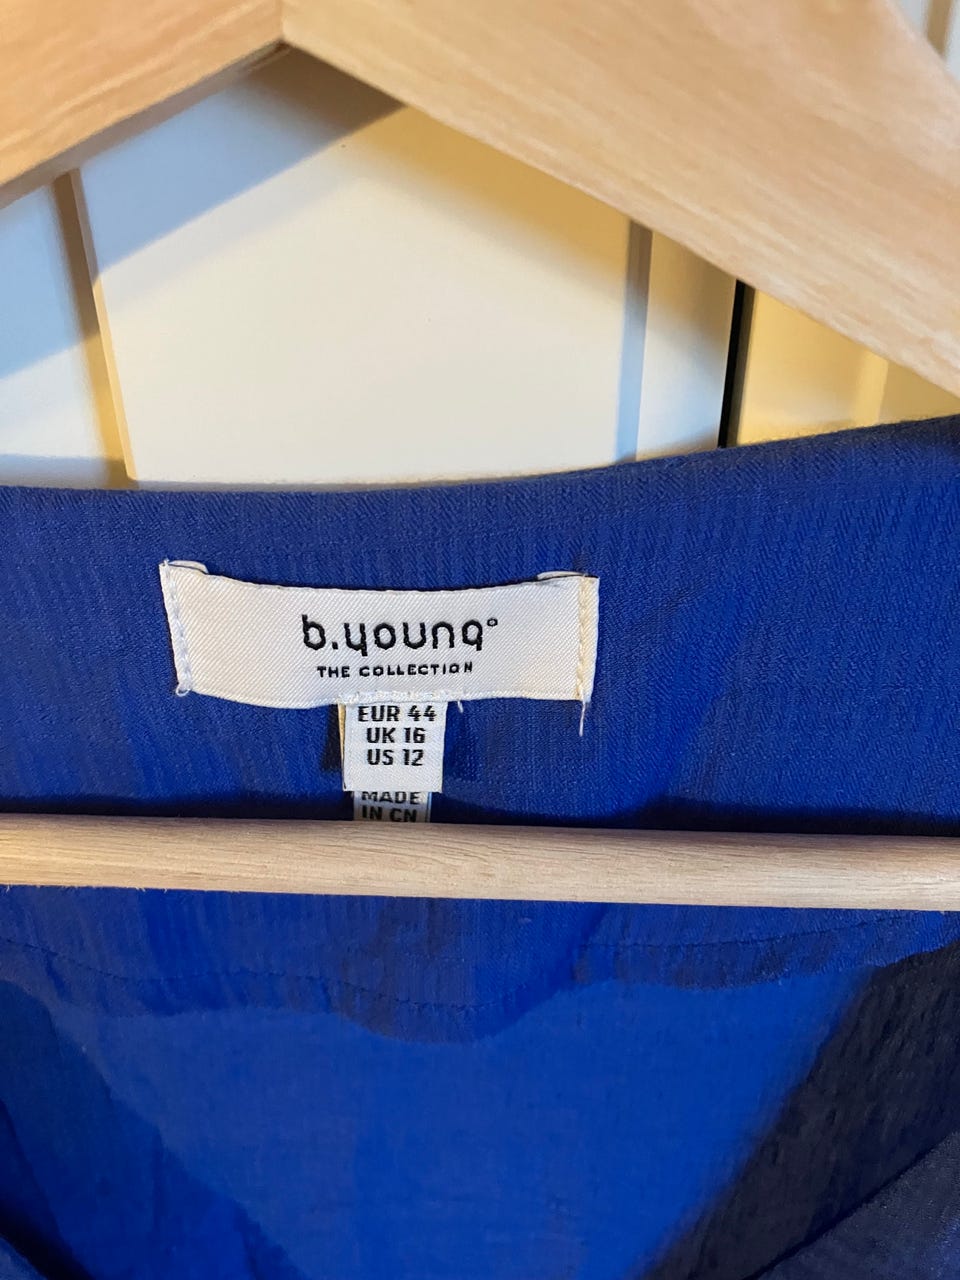 b.young°
THE COLLECTION
EUR 44
UK 16
US 12
MADE
IN CN